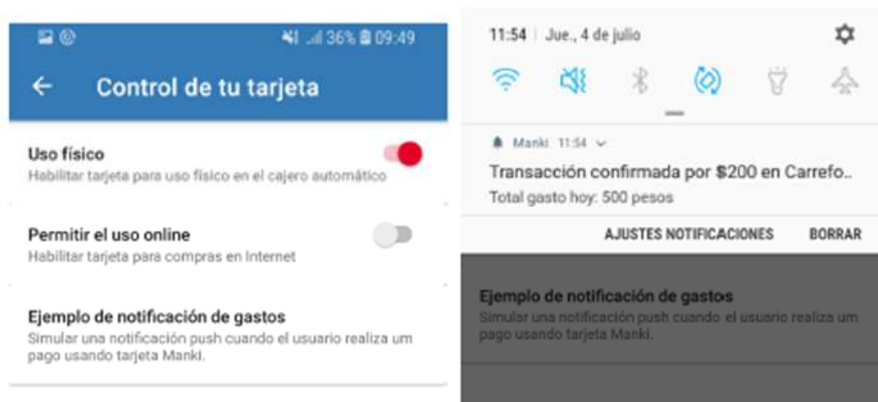 36% 09:49
Control de tu tarjeta
Uso físico
Habilitar tarjeta para uso físico en el cajero automático
Permitir el uso online
Habilitar tarjeta para compras en Internet
Ejemplo de notificación de gastos
Simular una notificación push cuando el usuario realiza um
pago usando tarjeta Manki.
11:54 | Jue., 4 de julio
Manki 11:54
Transacción confirmada por $200 en Carrefo..
Total gasto hoy: 500 pesos
AJUSTES NOTIFICACIONES BORRAR
Ejemplo de notificación de gastos
Simular una notificación push cuando el usuario realiza um
pago usando tarjeta Manki.